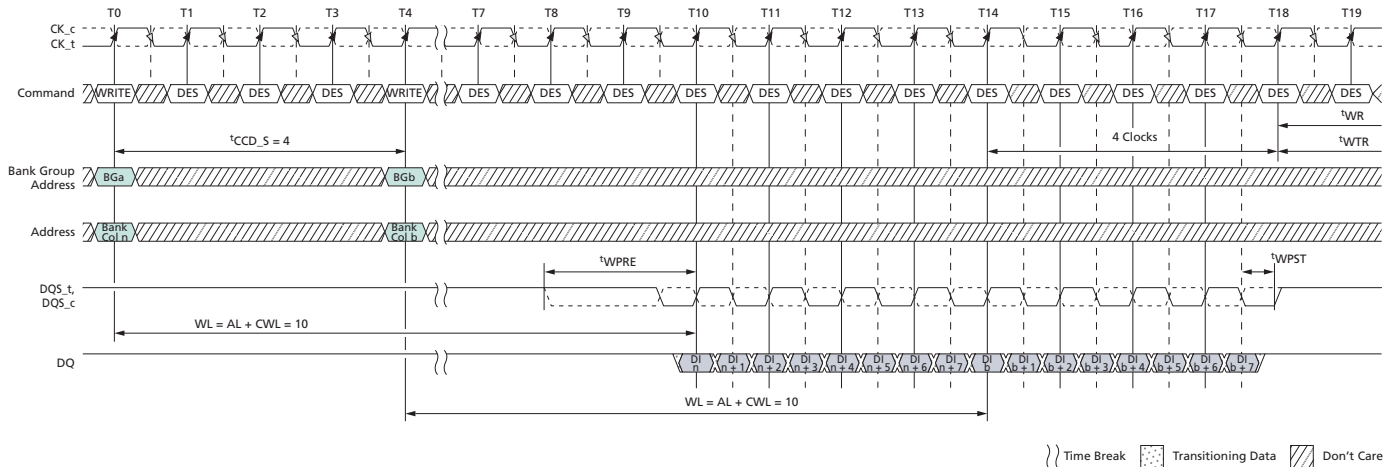 T0 T1 T2 T3 T4 T7 T8 T9 T10 T11 T12 T13 T14 T15 T16 T17 T18 T19
CK_c
CK_t
Command WRITE DES DES DES WRITE DES DES DES DES DES DES DES DES DES DES DES DES DES
tWR
tCCD_S = 4 4 Clocks tWTR
Bank Group
Address
BGa BGb
Address
Bank
Col n
Bank
Col b
tWPRE tWPST
DQS_t,
DQS_c
WL = AL + CWL = 10
DQ
DI
n
DI
n + 1
DI
n + 2
DI
n + 3
DI
n + 4
DI
n + 5
DI
n + 6
DI
n + 7
DI
b
DI
b + 1
DI
b + 2
DI
b + 3
DI
b + 4
DI
b + 5
DI
b + 6
DI
b + 7
WL = AL + CWL = 10
Time Break Transitioning Data Don't Care